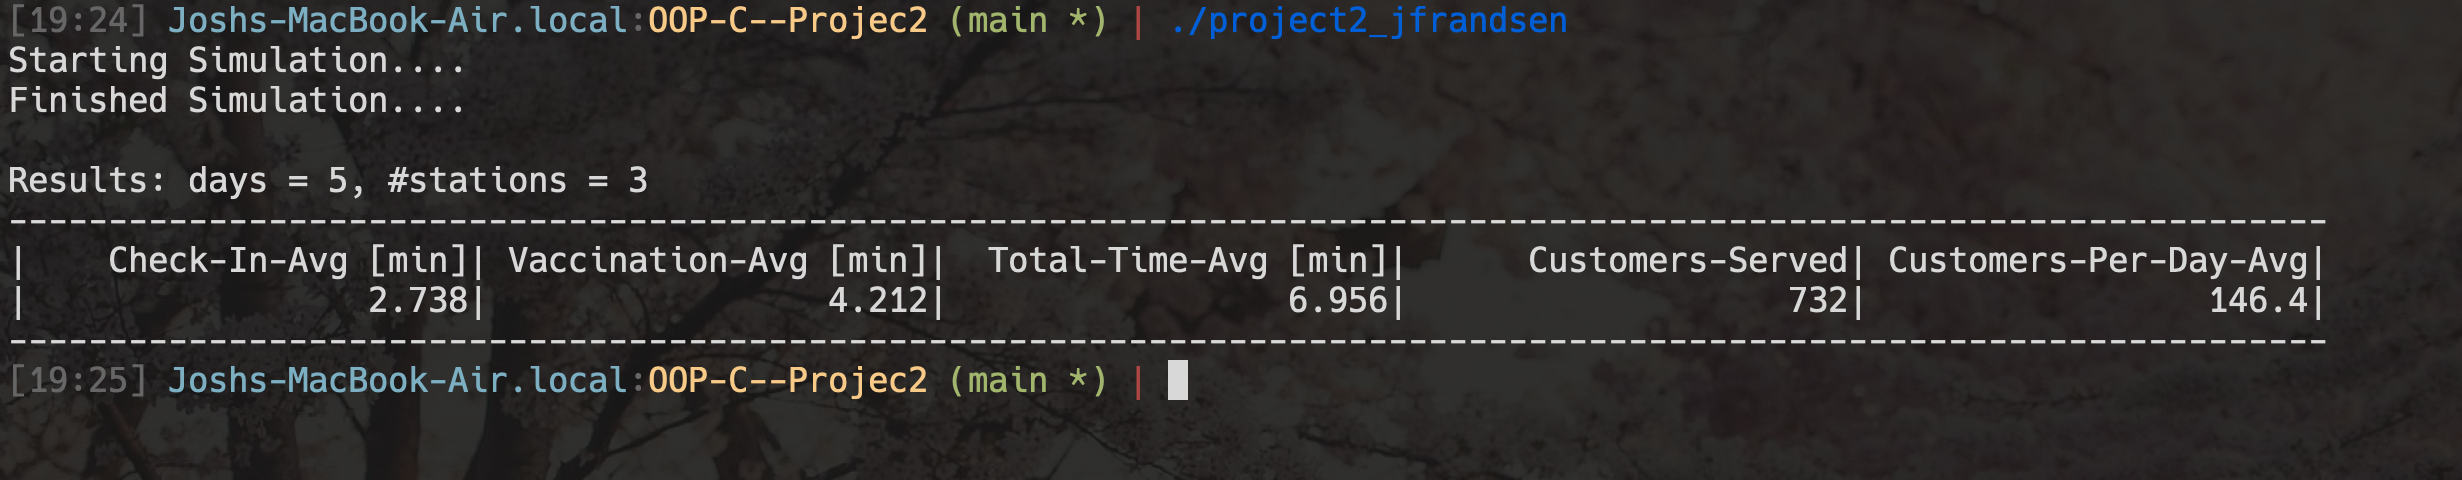 [19:24] Joshs-MacBook-Air.local:OOP-C--Projec2 (main *) | ./project2_jfrandsen
Starting Simulation....
Finished Simulation....
Results: days = 5, #stations = 3
--------------------------------------------------------------------------------------------------------------------
|    Check-In-Avg [min]| Vaccination-Avg [min]|  Total-Time-Avg [min]|      Customers-Served| Customers-Per-Day-Avg|
|                 2.738|                 4.212|                 6.956|                   732|                 146.4|
--------------------------------------------------------------------------------------------------------------------
[19:25] Joshs-MacBook-Air.local:OOP-C--Projec2 (main *) |